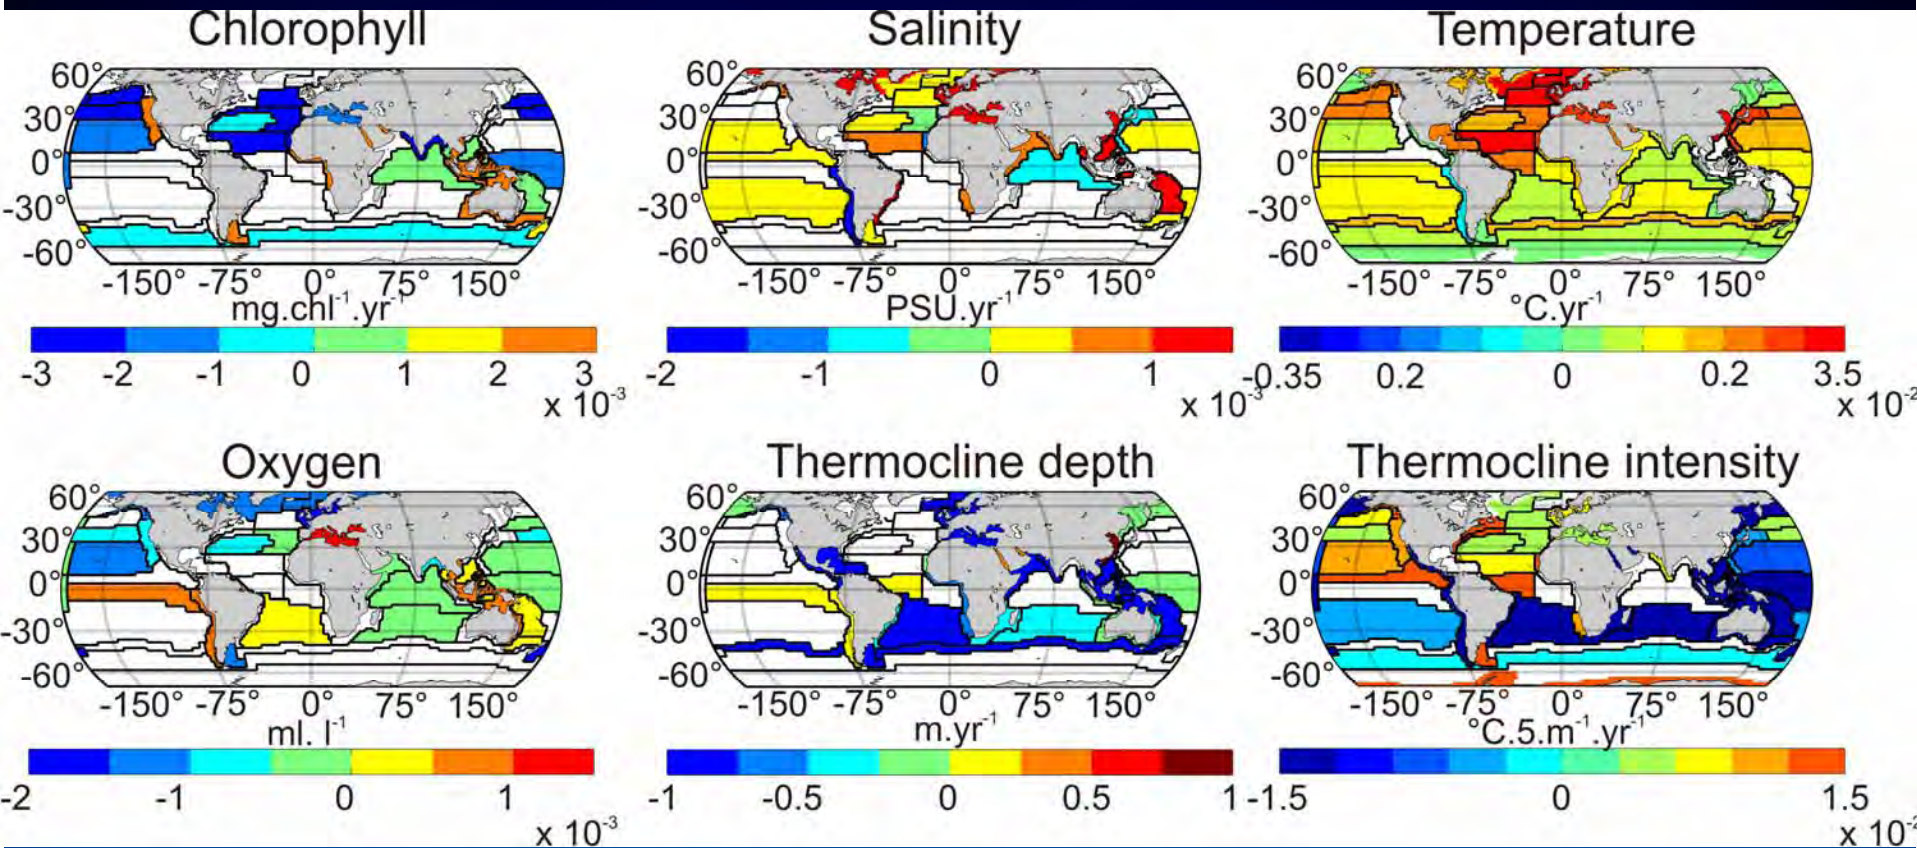 Chlorophyll Salinity Temperature
60° 60° 60°
30° 30° 30°
0° 0° 0°
-30° -30° -30°
-60° -60° -60°
-150° -75° 0° 75° 150° -150° -75° 0° 75° 150° -150° -75° 0° 75° 150°
mg.chl⁻¹.yr⁻¹ PSU.yr⁻¹ °C.yr⁻¹
-3 -2 -1 0 1 2 3 -2 -1 0 1 -0.35 0.2 0 0.2 3.5
x 10⁻³ x 10⁻³ x 10⁻²
Oxygen Thermocline depth Thermocline intensity
60° 60° 60°
30° 30° 30°
0° 0° 0°
-30° -30° -30°
-60° -60° -60°
-150° -75° 0° 75° 150° -150° -75° 0° 75° 150° -150° -75° 0° 75° 150°
ml. l⁻¹ m.yr⁻¹ °C.5.m⁻¹.yr⁻¹
-2 -1 0 1 -1 -0.5 0 0.5 1 -1.5 0 1.5
x 10⁻³ x 10⁻²